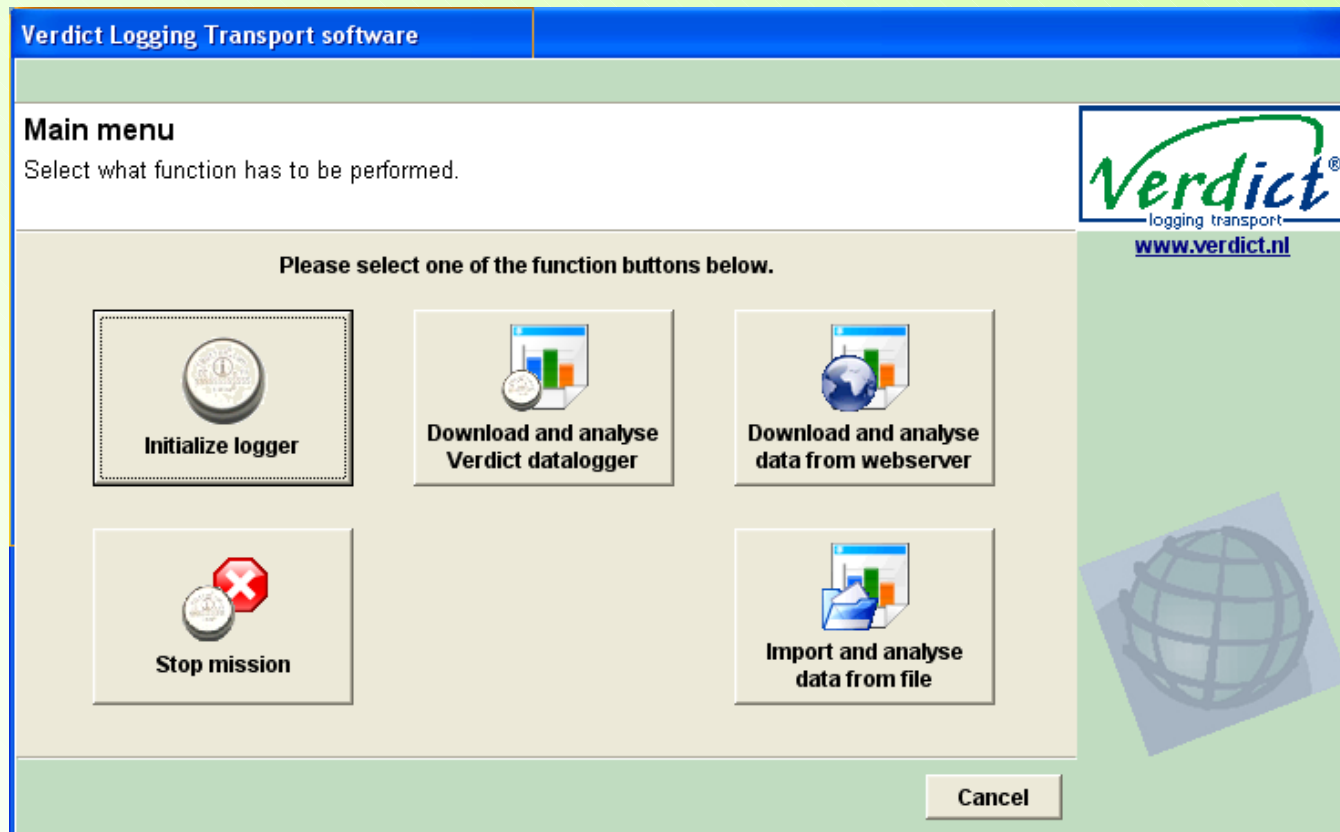 Verdict Logging Transport software
Main menu
Select what function has to be performed.
Verdict®
logging transport
www.verdict.nl
Please select one of the function buttons below.
Initialize logger
Download and analyse
Verdict datalogger
Download and analyse
data from webserver
Stop mission
Import and analyse
data from file
Cancel